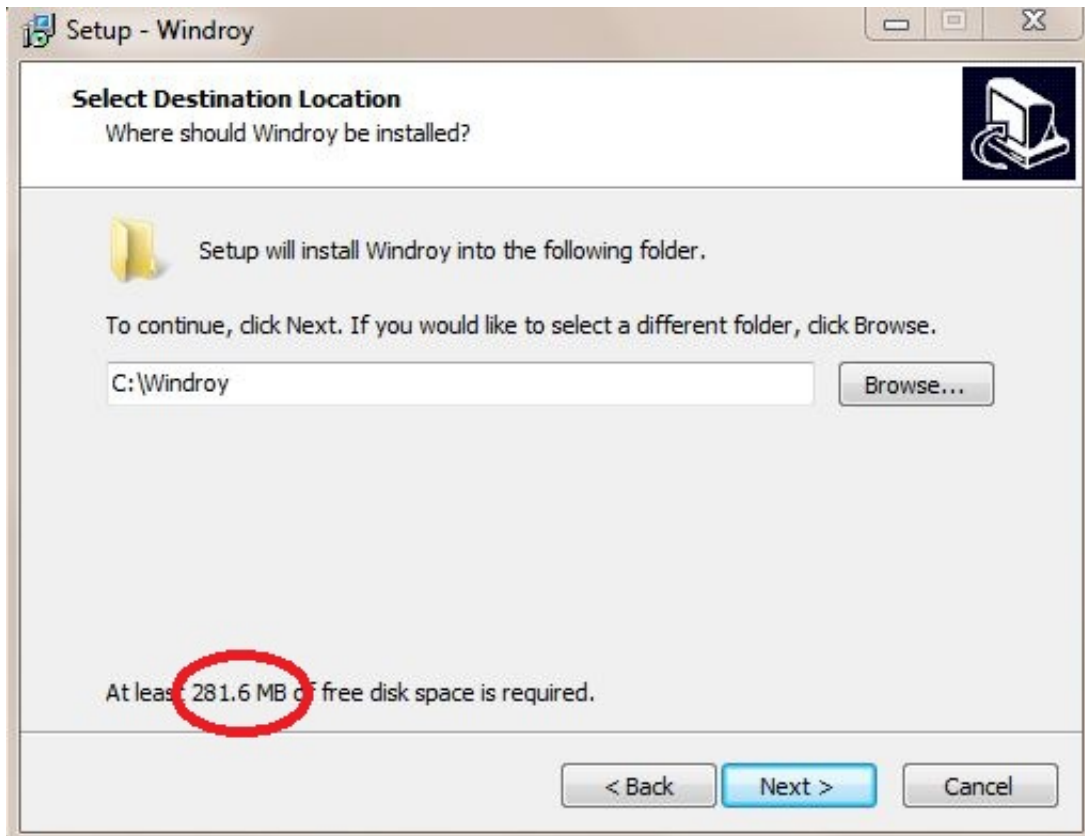 Setup - Windroy
Select Destination Location
Where should Windroy be installed?
Setup will install Windroy into the following folder.
To continue, click Next. If you would like to select a different folder, click Browse.
C:\Windroy
Browse...
At least 281.6 MB of free disk space is required.
< Back
Next >
Cancel